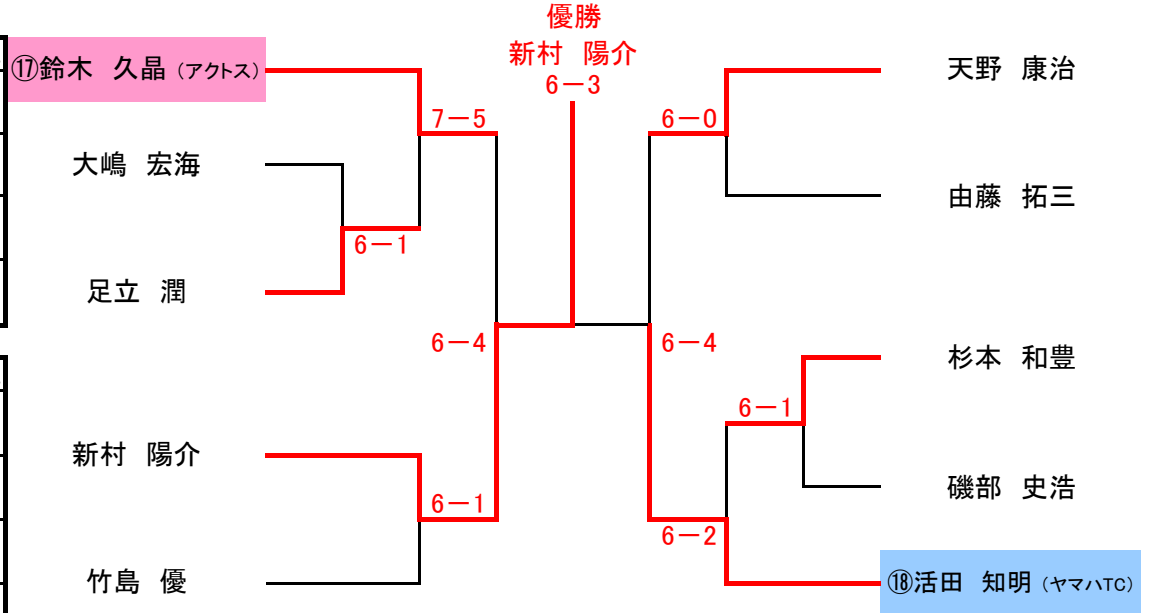 優勝
新村　陽介
6－3
⑰鈴木　久晶（アクトス）
7－5
大嶋　宏海
6－1
足立　潤
6－4
新村　陽介
6－1
竹島　優
天野　康治
6－0
由藤　拓三
6－4
杉本　和豊
6－1
磯部　史浩
6－2
⑱活田　知明（ヤマハTC）